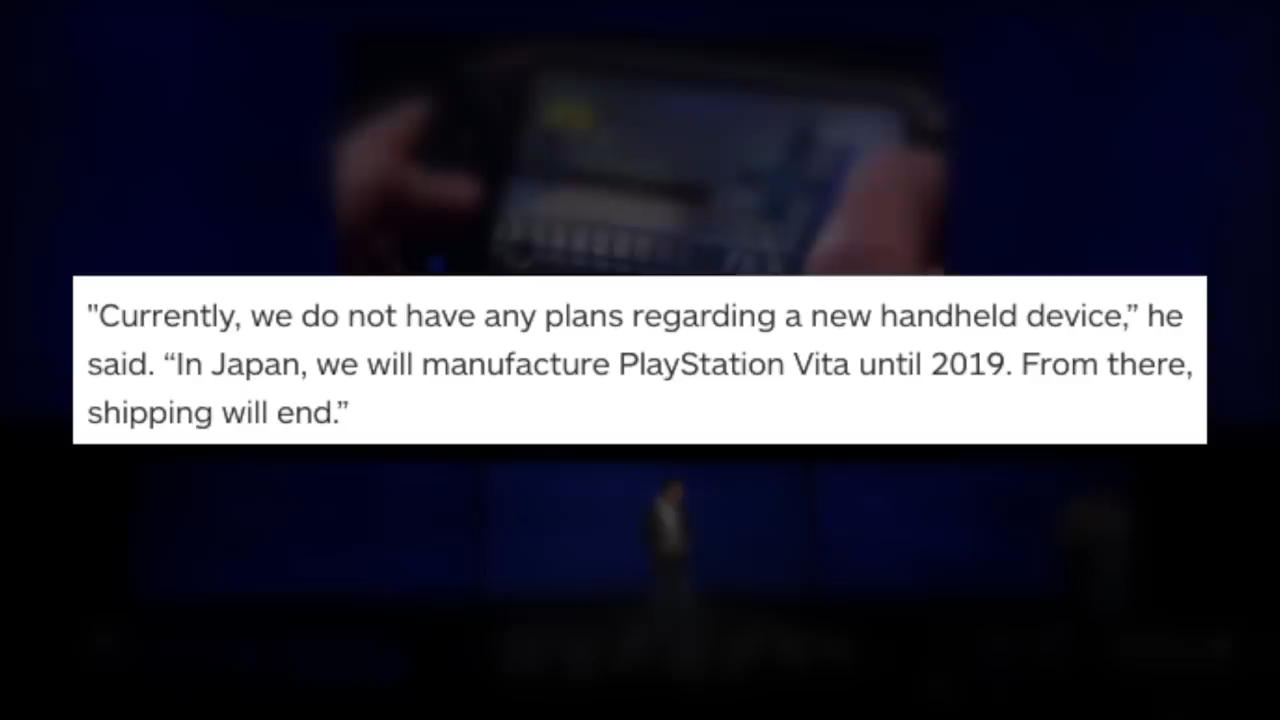 "Currently, we do not have any plans regarding a new handheld device,” he
said. “In Japan, we will manufacture PlayStation Vita until 2019. From there,
shipping will end.”